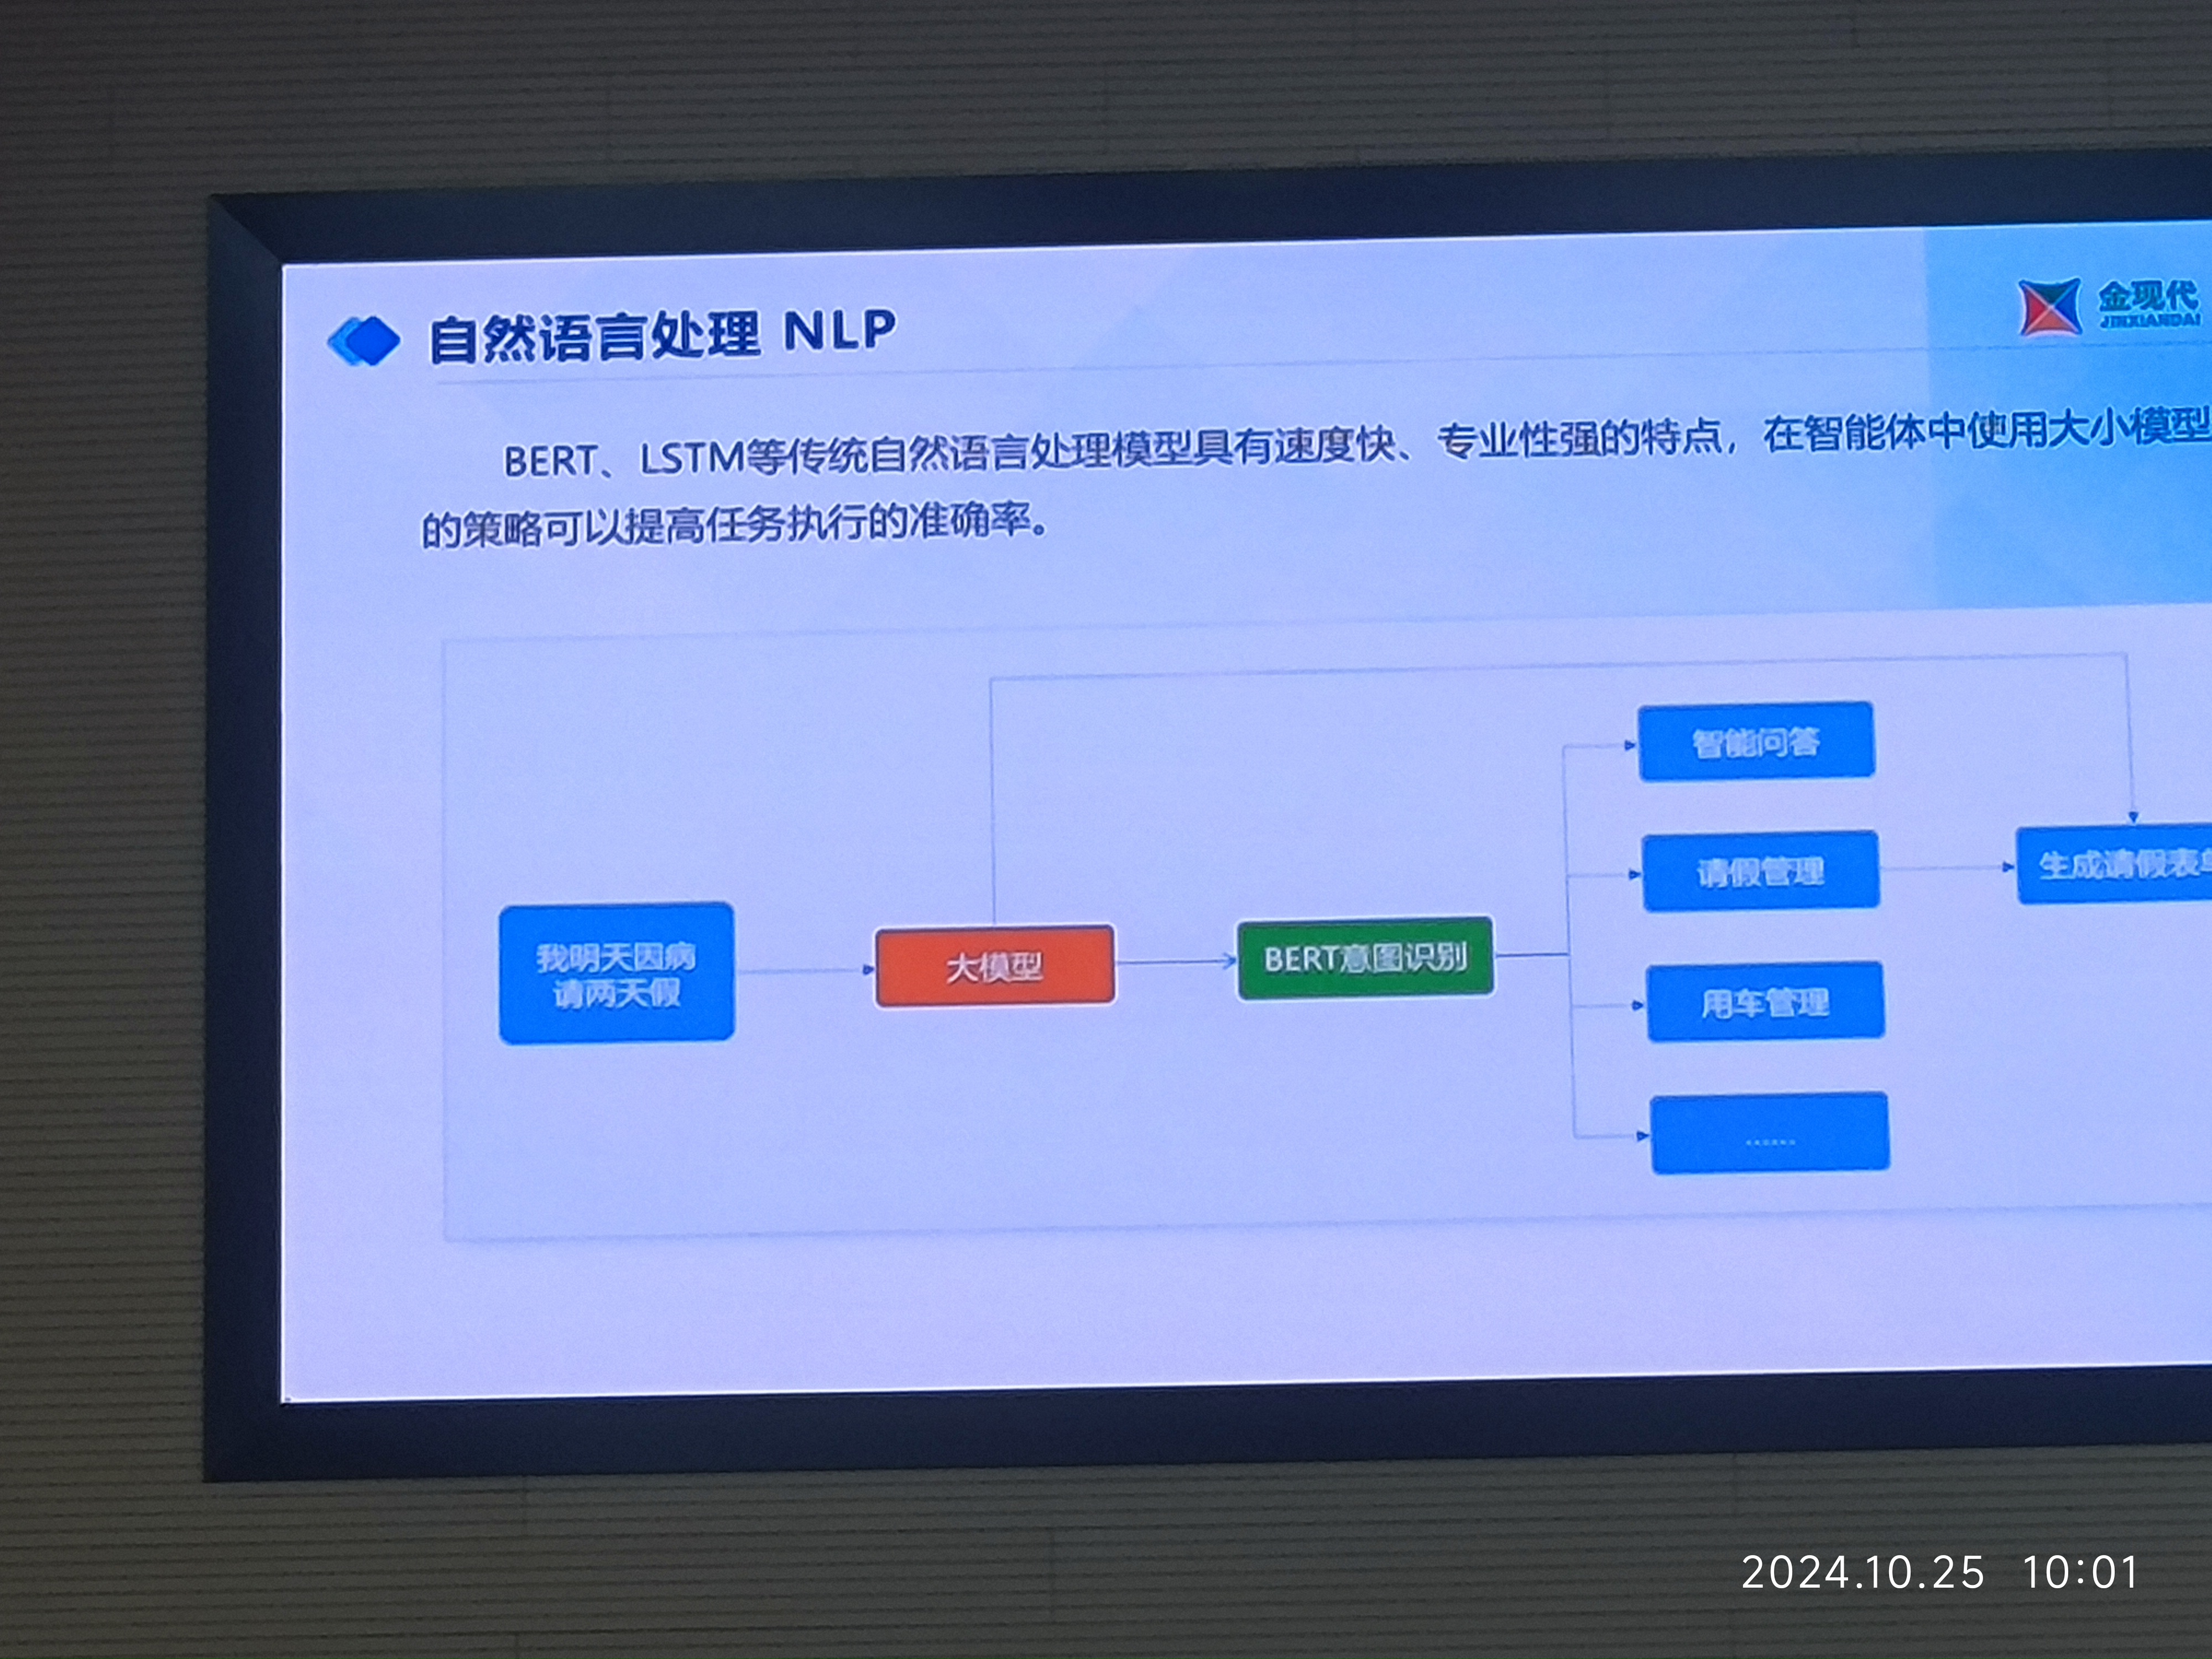 自然语言处理 NLP
金现代
JINXIANDAI
BERT、LSTM等传统自然语言处理模型具有速度快、专业性强的特点，在智能体中使用大小模型
的策略可以提高任务执行的准确率。
智能问答
请假管理
生成请假表单
我明天因病
请两天假
大模型
BERT意图识别
用车管理
......
2024.10.25 10:01